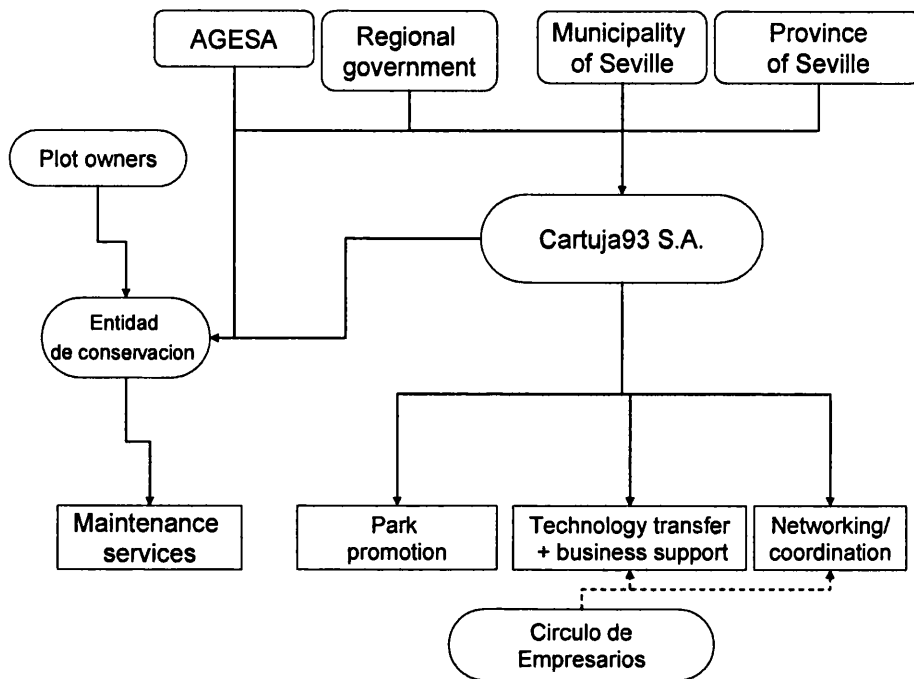 AGESA
Regional
government
Municipality
of Seville
Province
of Seville
Plot owners
Cartuja93 S.A.
Entidad
de conservacion
Maintenance
services
Park
promotion
Technology transfer
+ business support
Networking/
coordination
Circulo de
Empresarios